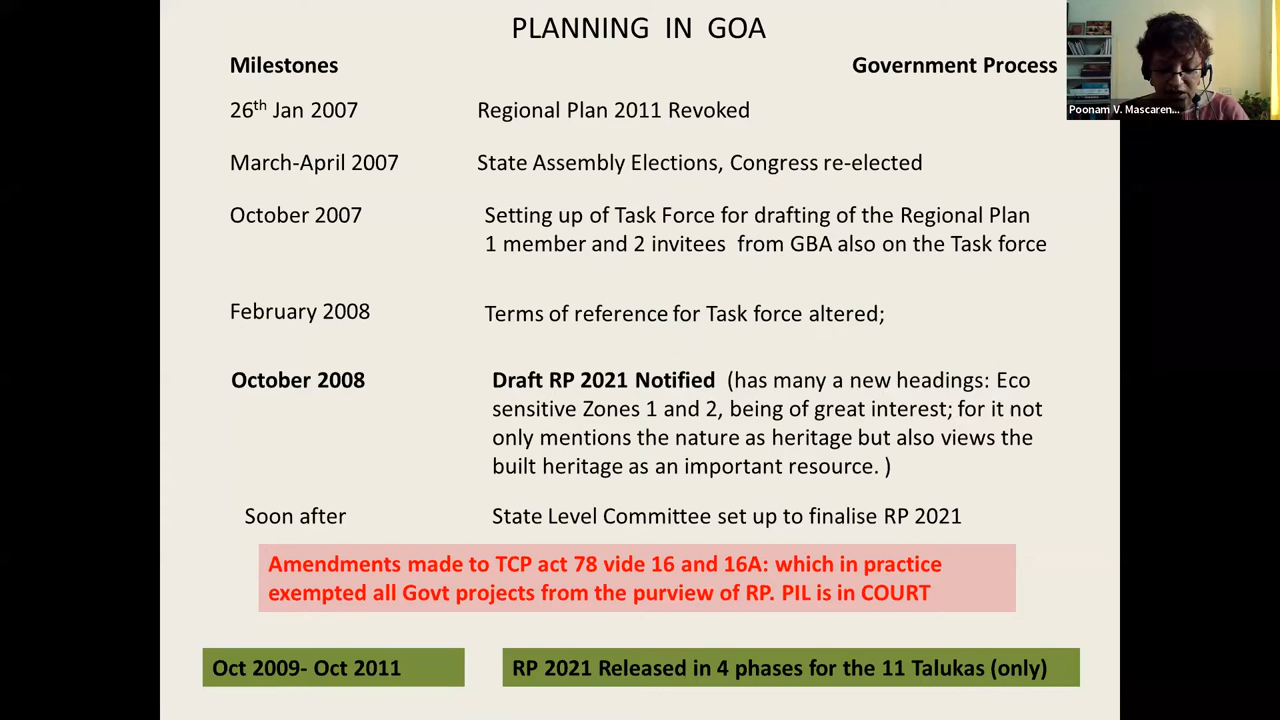 PLANNING IN GOA
Milestones
Government Process
26th Jan 2007
Regional Plan 2011 Revoked
March-April 2007
State Assembly Elections, Congress re-elected
October 2007
Setting up of Task Force for drafting of the Regional Plan
1 member and 2 invitees from GBA also on the Task force
February 2008
Terms of reference for Task force altered;
October 2008
Draft RP 2021 Notified (has many a new headings: Eco
sensitive Zones 1 and 2, being of great interest; for it not
only mentions the nature as heritage but also views the
built heritage as an important resource. )
Soon after
State Level Committee set up to finalise RP 2021
Amendments made to TCP act 78 vide 16 and 16A: which in practice
exempted all Govt projects from the purview of RP. PIL is in COURT
Oct 2009- Oct 2011
RP 2021 Released in 4 phases for the 11 Talukas (only)
Poonam V. Mascaren...